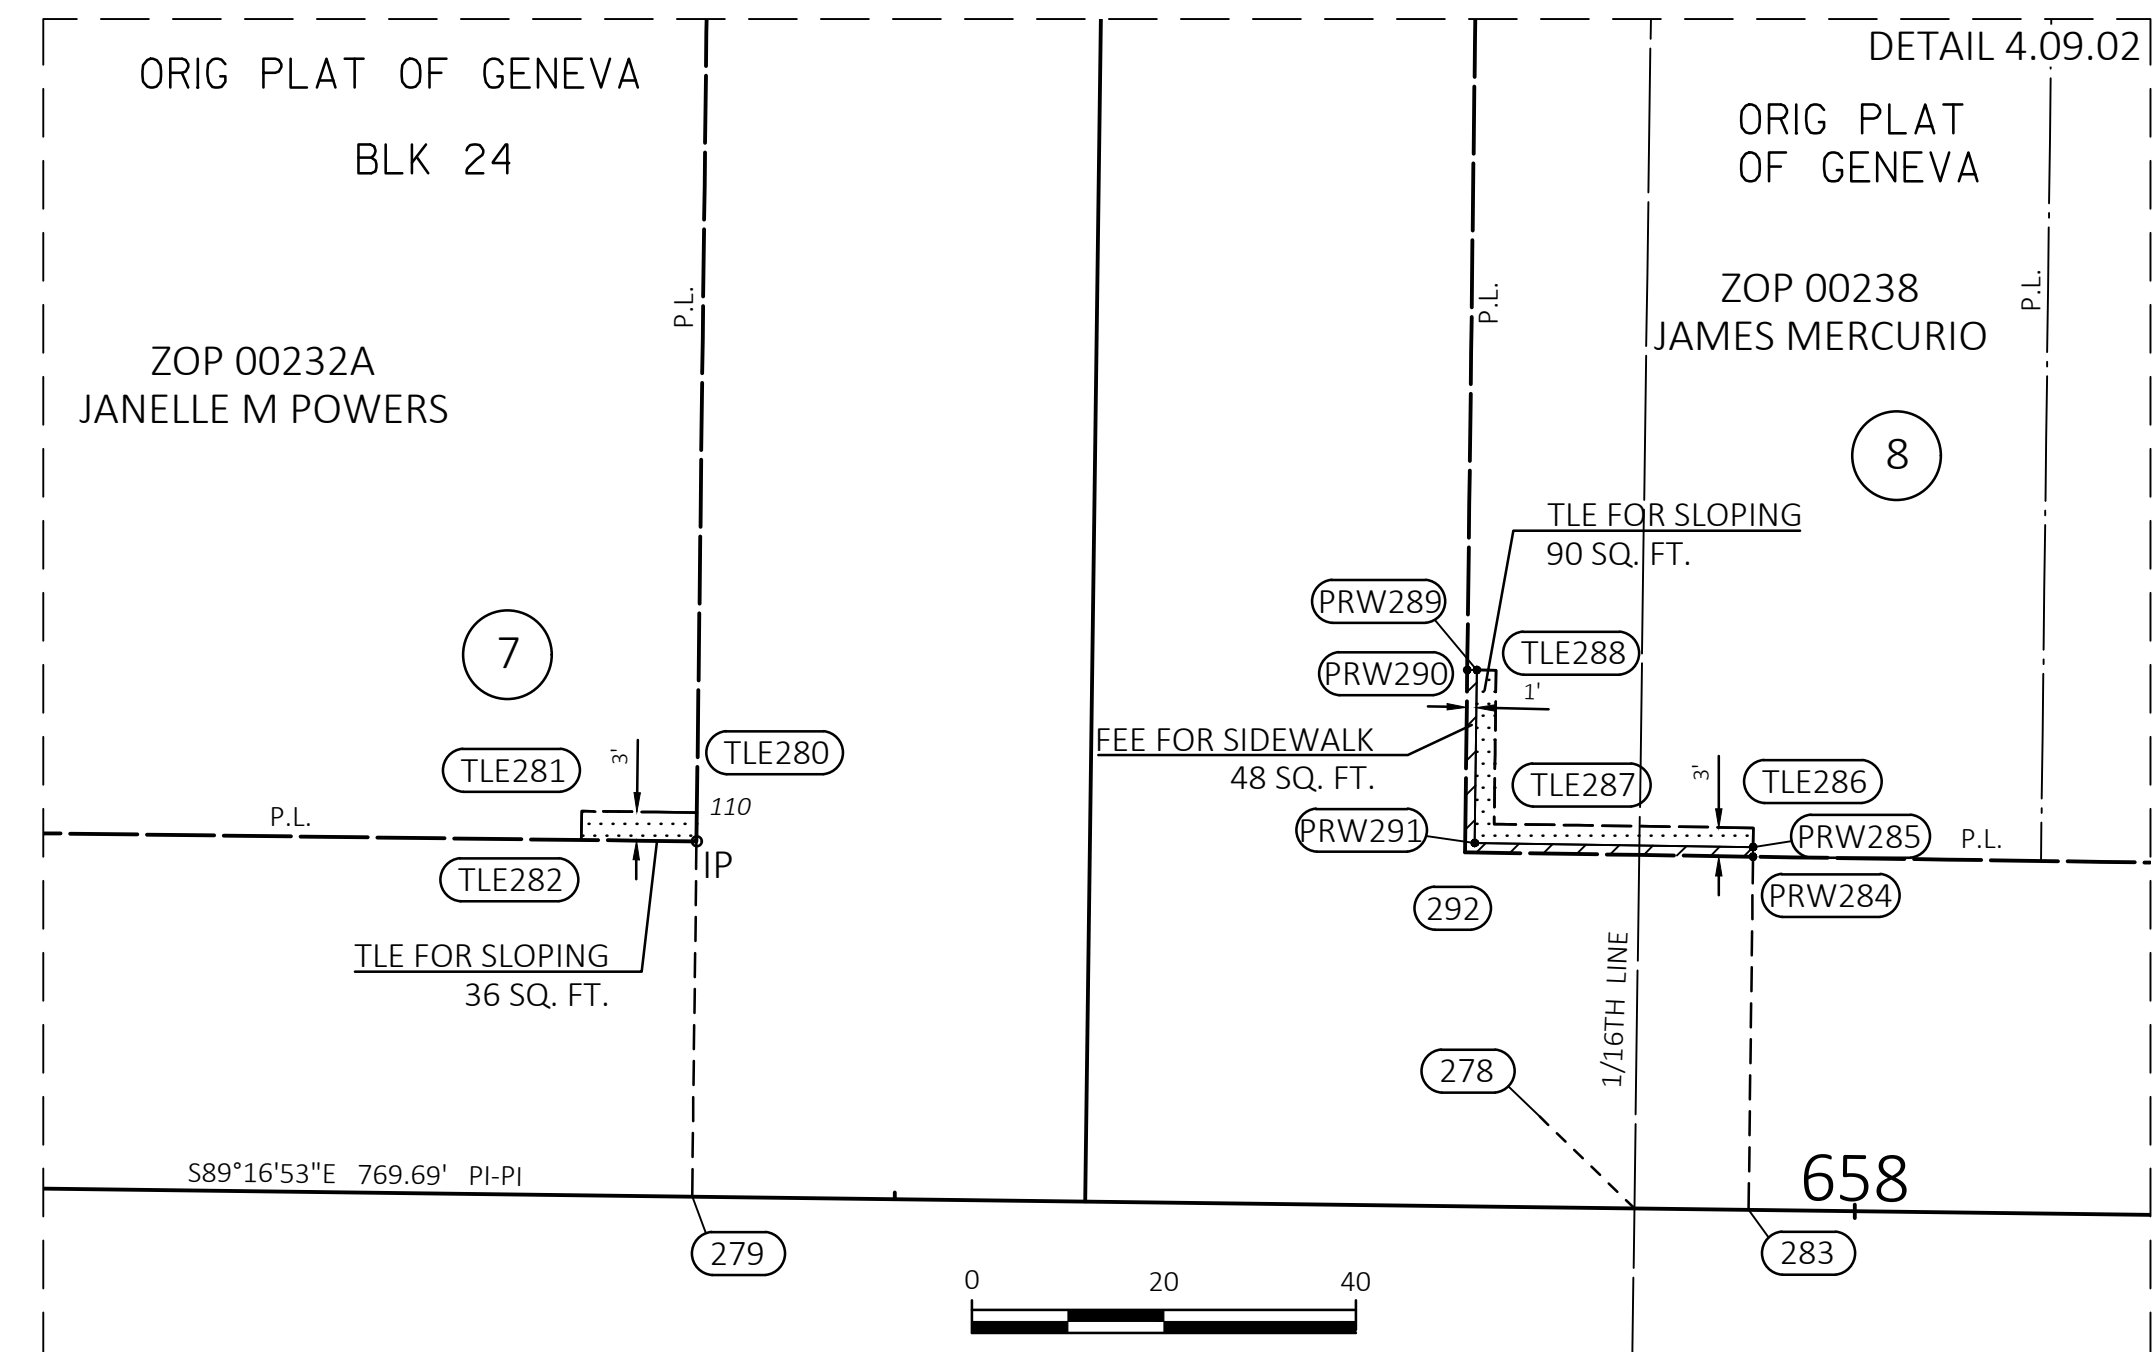 DETAIL 4.09.02
ORIG PLAT OF GENEVA
BLK 24
ORIG PLAT
OF GENEVA
P.L.
P.L.
P.L.
ZOP 00238
JAMES MERCURIO
ZOP 00232A
JANELLE M POWERS
8
TLE FOR SLOPING
90 SQ. FT.
PRW289
7
TLE288
PRW290
1'
FEE FOR SIDEWALK
48 SQ. FT.
TLE280
TLE281
3'
110
TLE287
3'
TLE286
P.L.
PRW291
PRW285
P.L.
IP
TLE282
PRW284
292
TLE FOR SLOPING
36 SQ. FT.
1/16TH LINE
278
S89°16'53"E 769.69' PI-PI
658
279
283
0 20 40